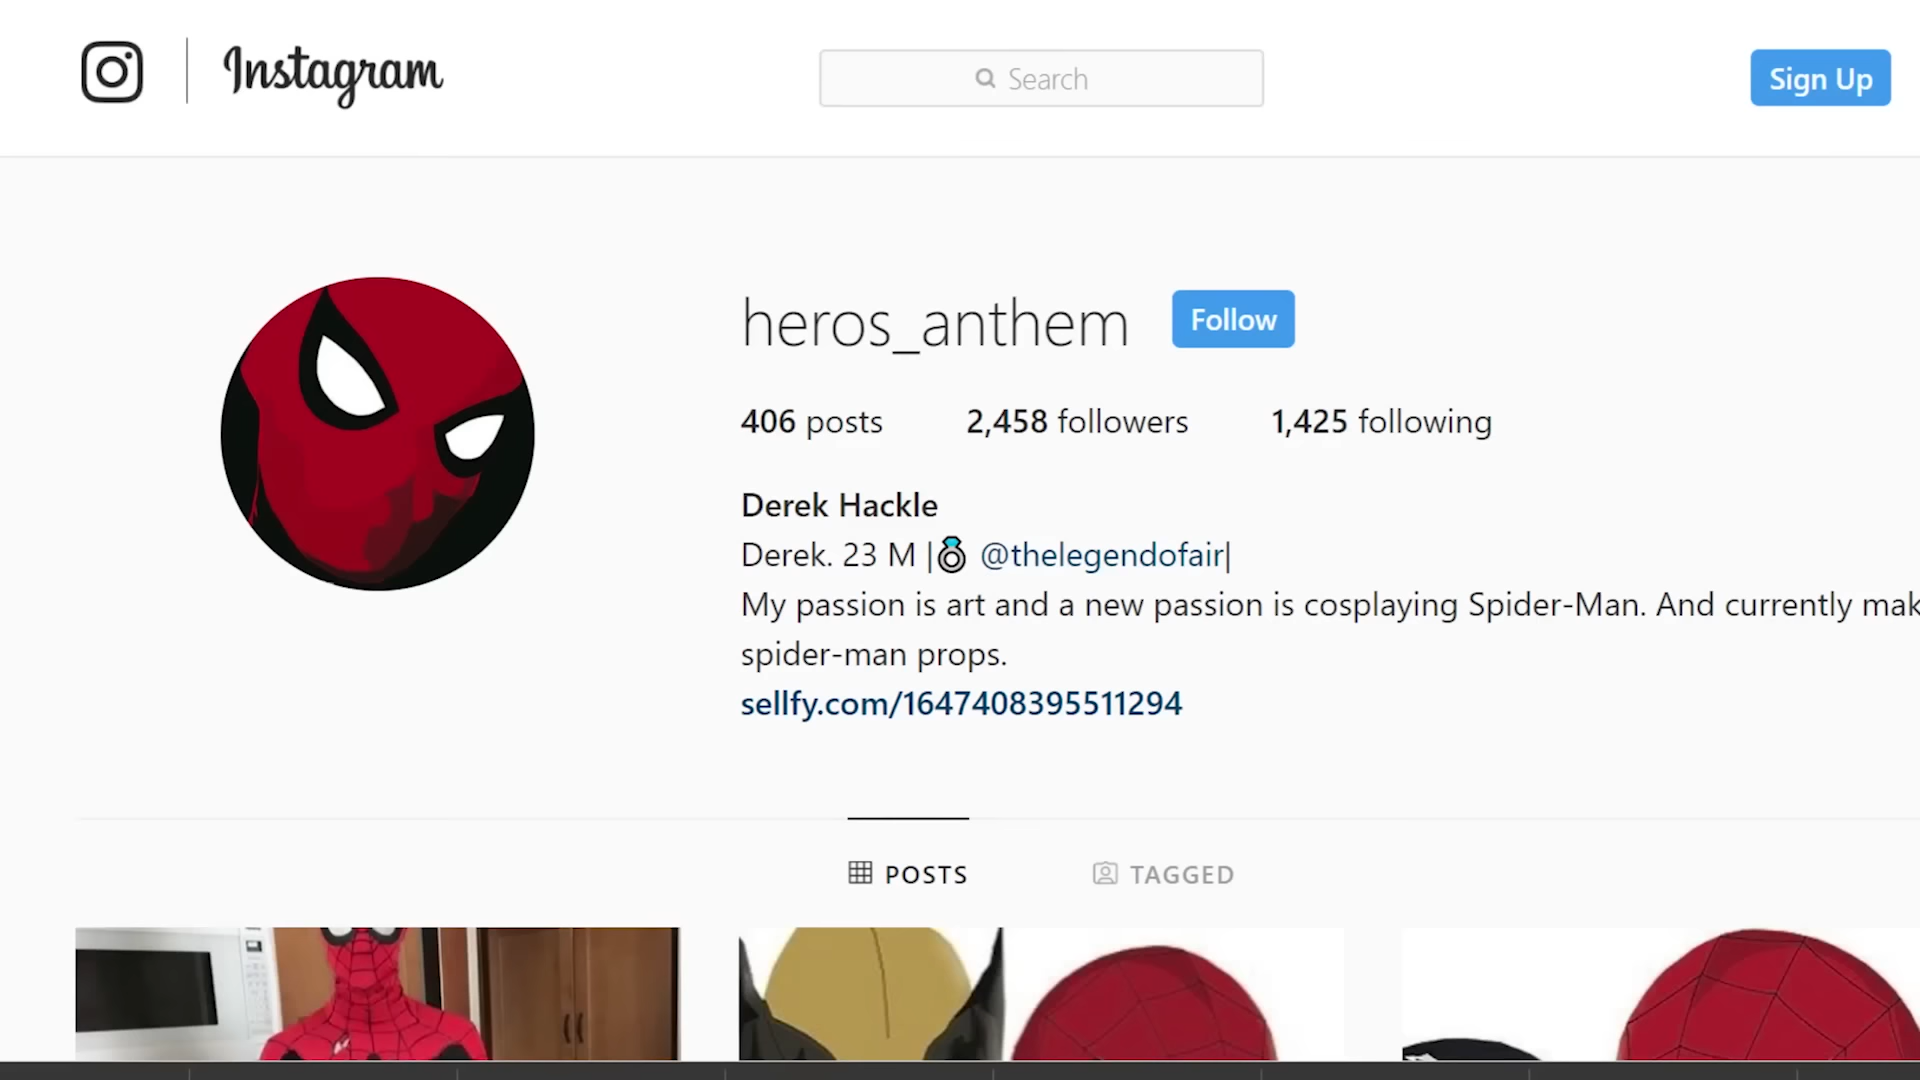 Instagram
Search
Sign Up
heros_anthem
Follow
406 posts 2,458 followers 1,425 following
Derek Hackle
Derek. 23 M |💍 @thelegendofair|
My passion is art and a new passion is cosplaying Spider-Man. And currently mak
spider-man props.
sellfy.com/1647408395511294
POSTS TAGGED